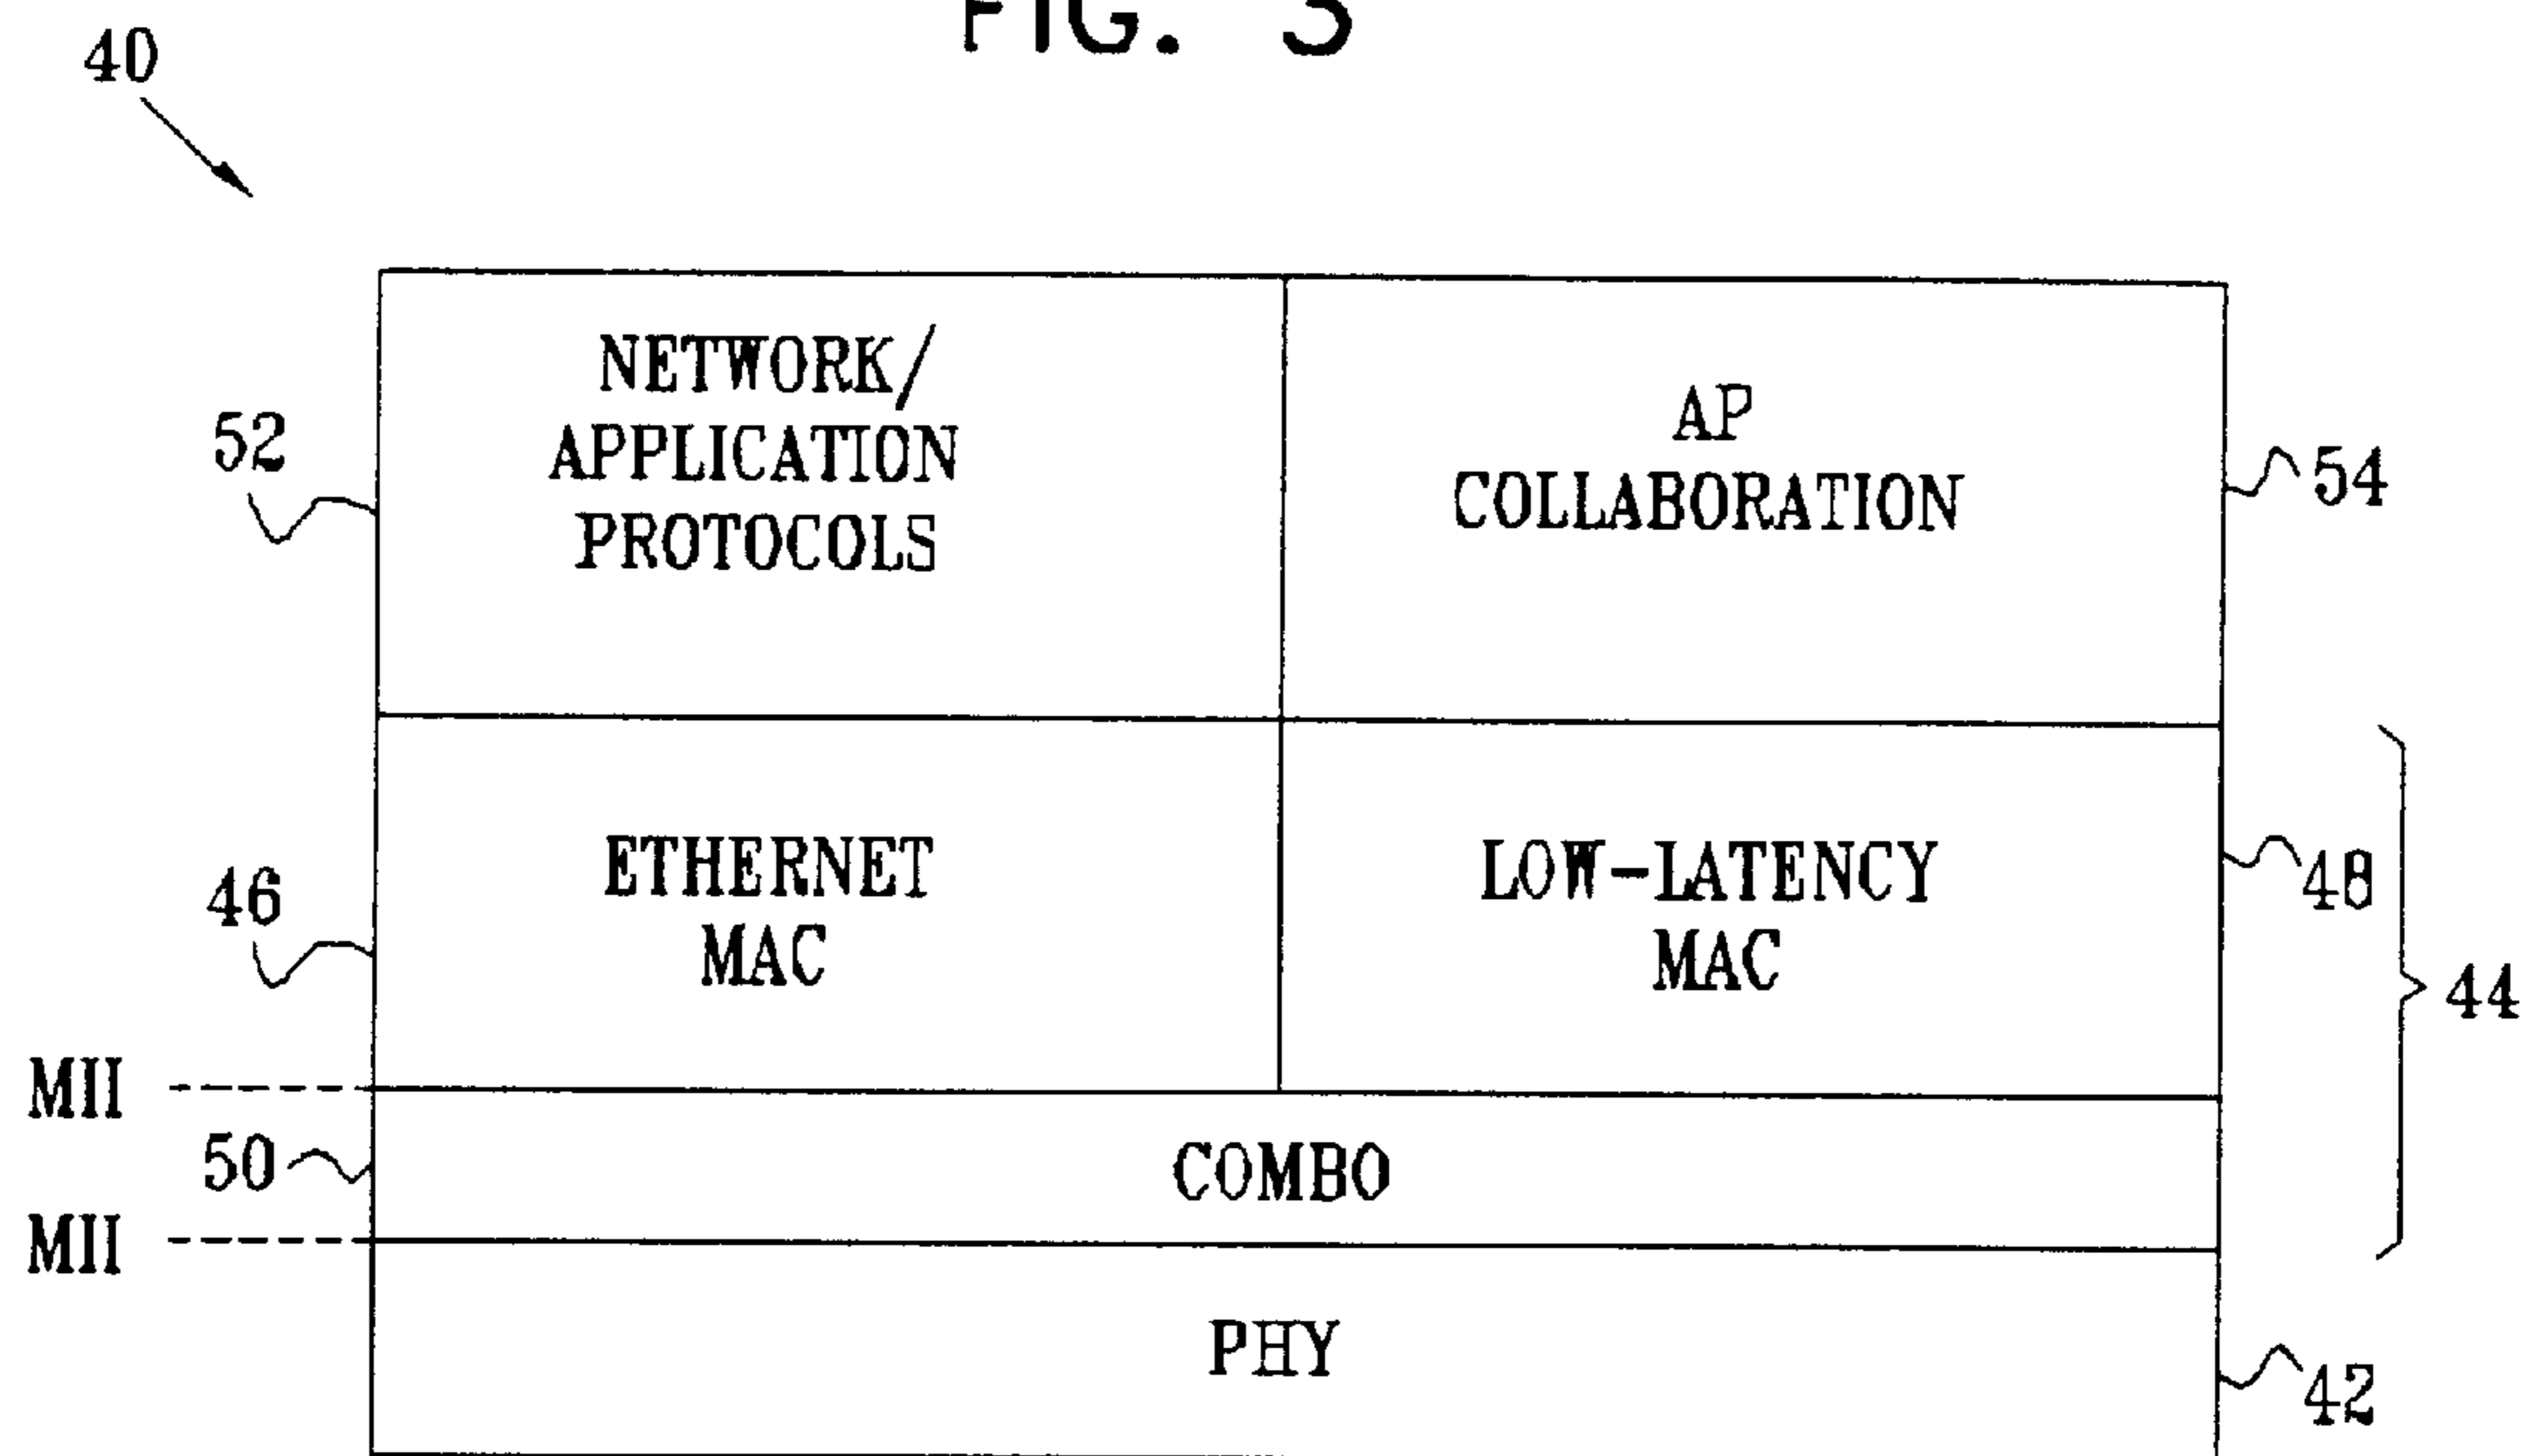 FIG. 3
40
NETWORK/
APPLICATION
PROTOCOLS
52
AP
COLLABORATION
54
ETHERNET
MAC
46
LOW-LATENCY
MAC
48
44
MII
50
COMBO
MII
PHY
42